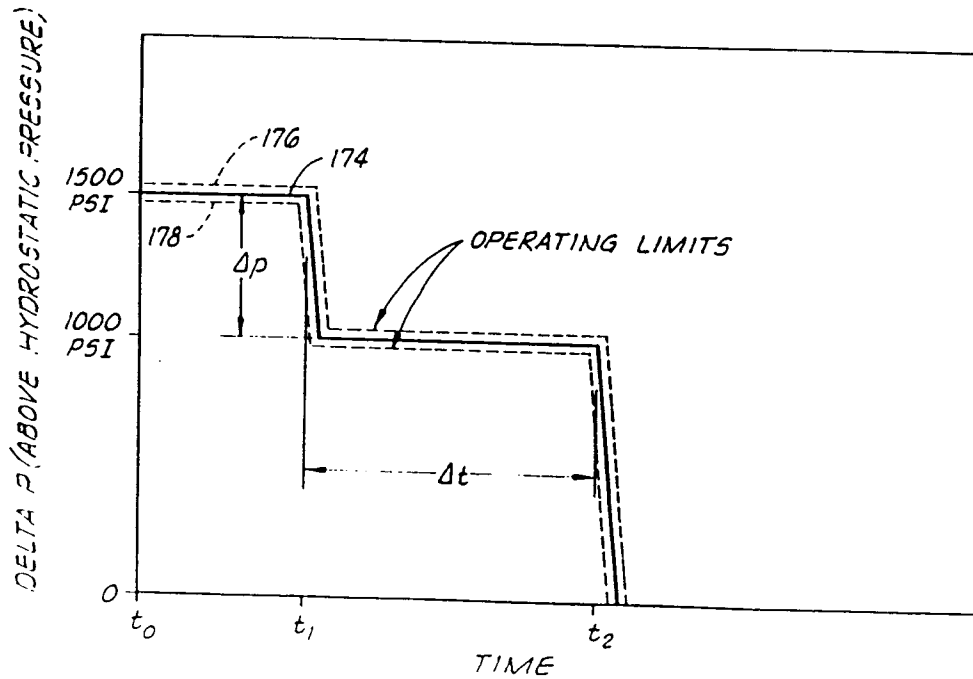 DELTA P (ABOVE HYDROSTATIC PRESSURE)
176
174
1500
PSI
178
Δp
OPERATING LIMITS
1000
PSI
Δt
0
t0
t1
t2
TIME